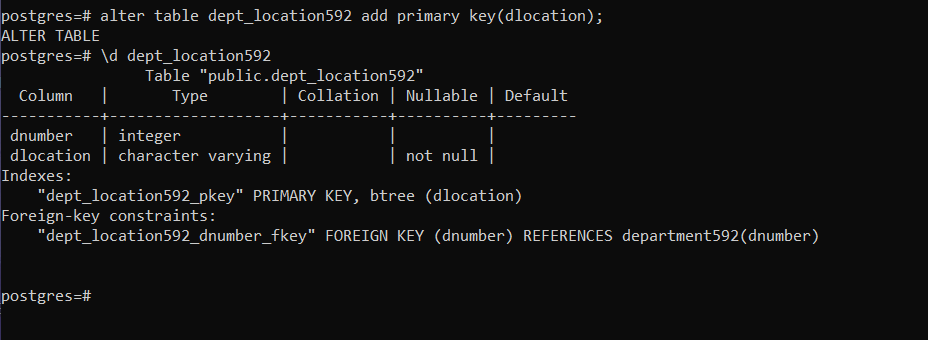 postgres=# alter table dept_location592 add primary key(dlocation);
ALTER TABLE
postgres=# \d dept_location592
               Table "public.dept_location592"
  Column   |       Type        | Collation | Nullable | Default
-----------+-------------------+-----------+----------+---------
 dnumber   | integer           |           |          |
 dlocation | character varying |           | not null |
Indexes:
    "dept_location592_pkey" PRIMARY KEY, btree (dlocation)
Foreign-key constraints:
    "dept_location592_dnumber_fkey" FOREIGN KEY (dnumber) REFERENCES department592(dnumber)
postgres=#